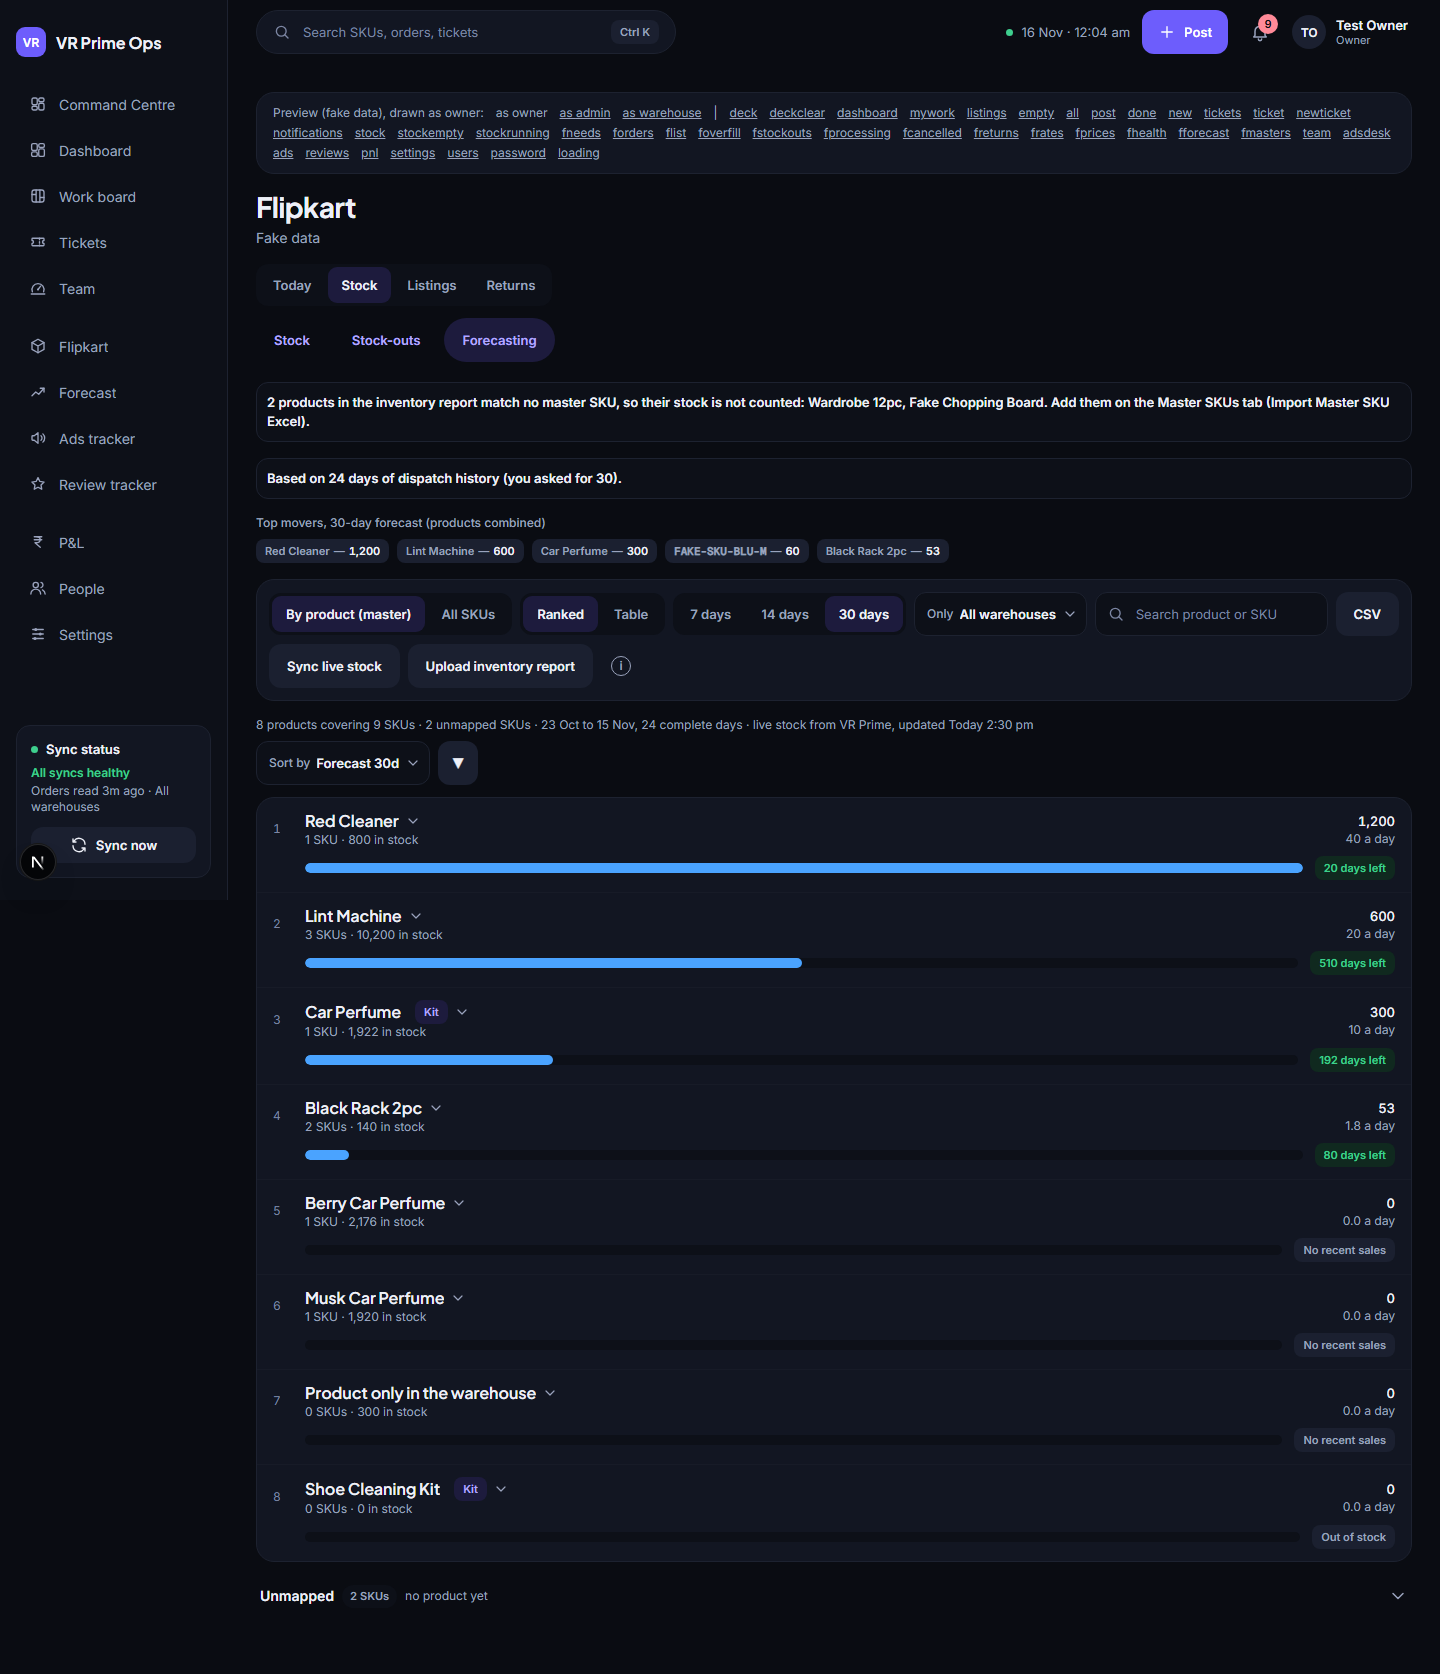 VR VR Prime Ops
Search SKUs, orders, tickets Ctrl K
16 Nov · 12:04 am
+ Post
9
TO Test Owner
Owner
Command Centre
Dashboard
Work board
Tickets
Team
Flipkart
Forecast
Ads tracker
Review tracker
₹ P&L
People
Settings
Sync status
All syncs healthy
Orders read 3m ago · All
warehouses
Sync now
N
Preview (fake data), drawn as owner: as owner as admin as warehouse | deck deckclear dashboard mywork listings empty all post done new tickets ticket newticket
notifications stock stockempty stockrunning fneeds forders flist foverfill fstockouts fprocessing fcancelled freturns frates fprices fhealth fforecast fmasters team adsdesk
ads reviews pnl settings users password loading
Flipkart
Fake data
Today Stock Listings Returns
Stock Stock-outs Forecasting
2 products in the inventory report match no master SKU, so their stock is not counted: Wardrobe 12pc, Fake Chopping Board. Add them on the Master SKUs tab (Import Master SKU
Excel).
Based on 24 days of dispatch history (you asked for 30).
Top movers, 30-day forecast (products combined)
Red Cleaner — 1,200 Lint Machine — 600 Car Perfume — 300 FAKE-SKU-BLU-M — 60 Black Rack 2pc — 53
By product (master) All SKUs Ranked Table 7 days 14 days 30 days Only All warehouses Search product or SKU CSV
Sync live stock Upload inventory report i
8 products covering 9 SKUs · 2 unmapped SKUs · 23 Oct to 15 Nov, 24 complete days · live stock from VR Prime, updated Today 2:30 pm
Sort by Forecast 30d ▼
1 Red Cleaner 1,200
1 SKU · 800 in stock 40 a day
20 days left
2 Lint Machine 600
3 SKUs · 10,200 in stock 20 a day
510 days left
3 Car Perfume Kit 300
1 SKU · 1,922 in stock 10 a day
192 days left
4 Black Rack 2pc 53
2 SKUs · 140 in stock 1.8 a day
80 days left
5 Berry Car Perfume 0
1 SKU · 2,176 in stock 0.0 a day
No recent sales
6 Musk Car Perfume 0
1 SKU · 1,920 in stock 0.0 a day
No recent sales
7 Product only in the warehouse 0
0 SKUs · 300 in stock 0.0 a day
No recent sales
8 Shoe Cleaning Kit Kit 0
0 SKUs · 0 in stock 0.0 a day
Out of stock
Unmapped 2 SKUs no product yet